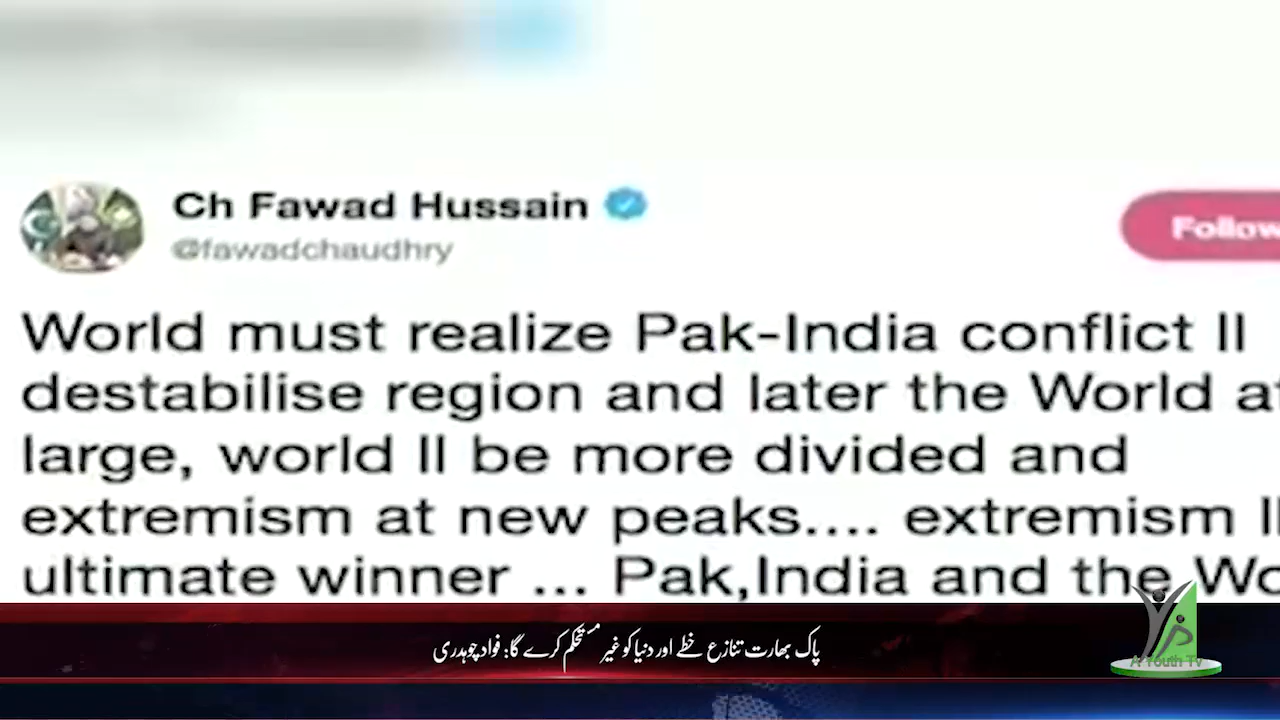 Ch Fawad Hussain
@fawadchaudhry
Follow
World must realize Pak-India conflict ll
destabilise region and later the World at
large, world ll be more divided and
extremism at new peaks.... extremism ll
ultimate winner ... Pak,India and the Wo
پاک بھارت تنازع خطے اور دنیا کو غیر مستحکم کرے گا: فواد چوہدری
A Youth Tv